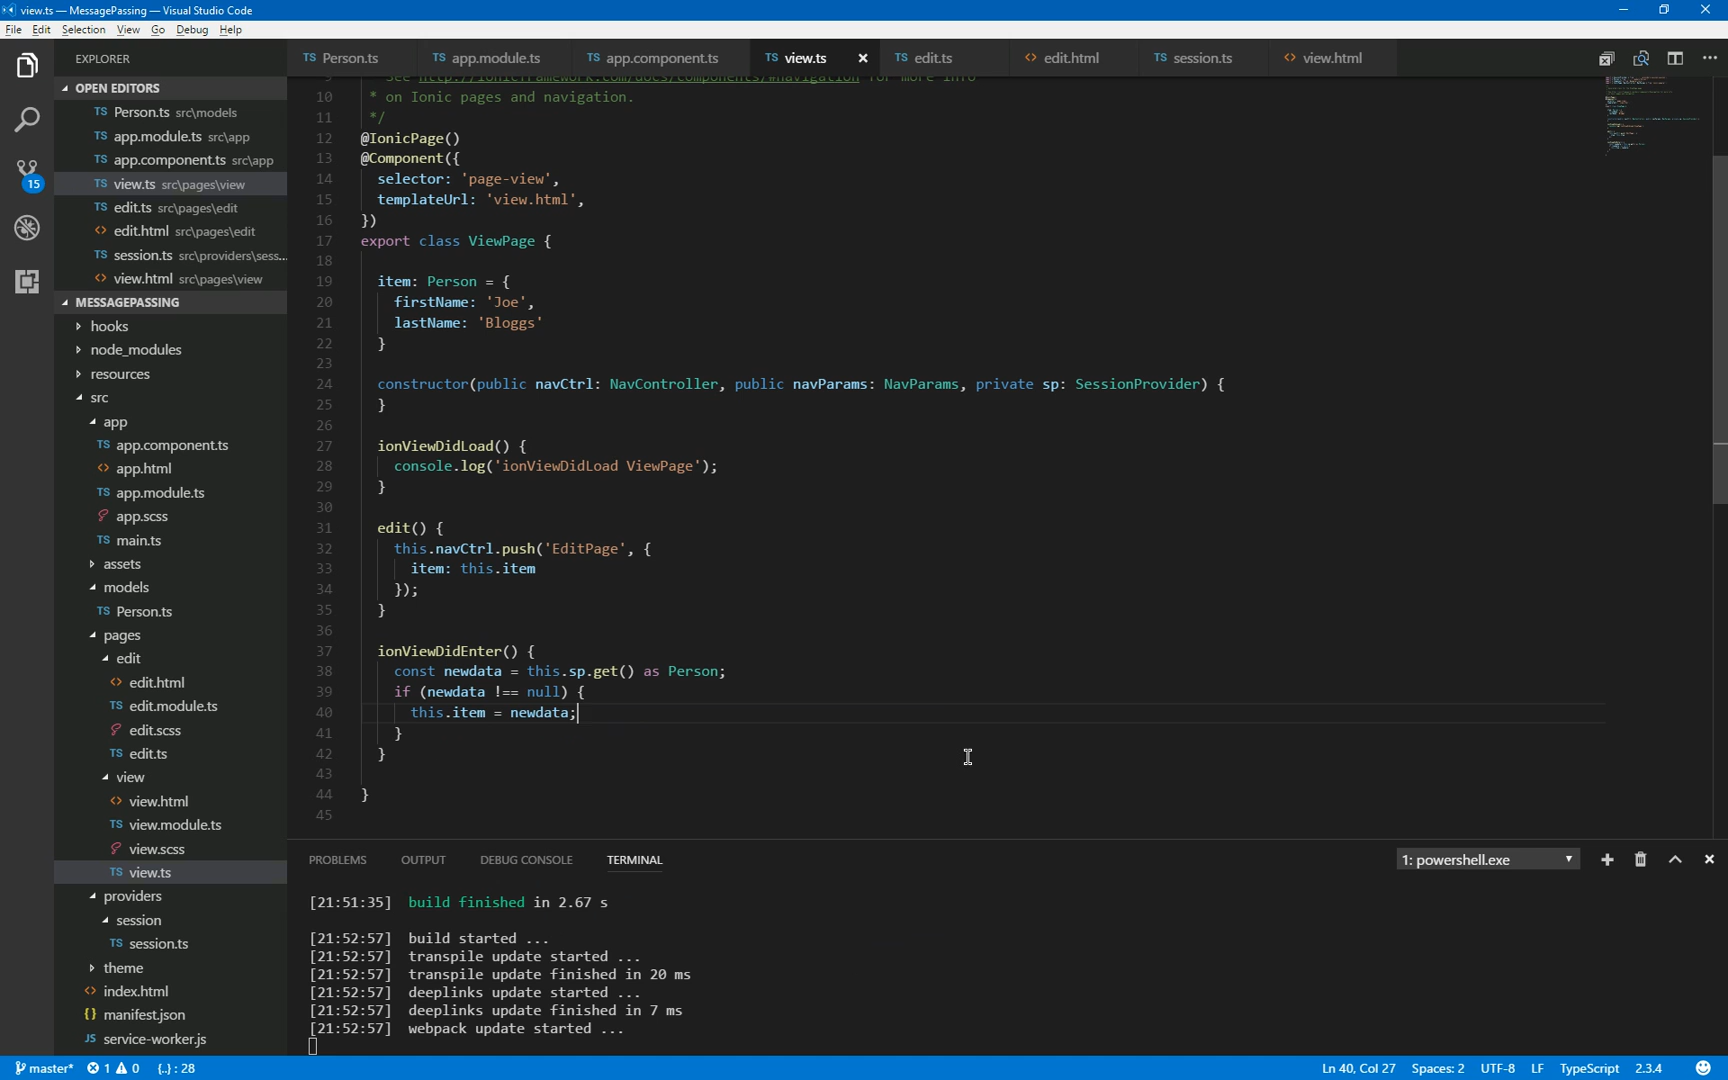 view.ts — MessagePassing — Visual Studio Code
File Edit Selection View Go Debug Help
EXPLORER
OPEN EDITORS
TS Person.ts src\models
TS app.module.ts src\app
TS app.component.ts src\app
TS view.ts src\pages\view
TS edit.ts src\pages\edit
<> edit.html src\pages\edit
TS session.ts src\providers\sess...
<> view.html src\pages\view
MESSAGEPASSING
hooks
node_modules
resources
src
app
TS app.component.ts
<> app.html
TS app.module.ts
app.scss
TS main.ts
assets
models
TS Person.ts
pages
edit
<> edit.html
TS edit.module.ts
edit.scss
TS edit.ts
view
<> view.html
TS view.module.ts
view.scss
TS view.ts
providers
session
TS session.ts
theme
<> index.html
{} manifest.json
JS service-worker.js
15
TS Person.ts TS app.module.ts TS app.component.ts TS view.ts TS edit.ts <> edit.html TS session.ts <> view.html
9 * See http://ionicframework.com/docs/components/#navigation for more info
10 * on Ionic pages and navigation.
11 */
12 @IonicPage()
13 @Component({
14 selector: 'page-view',
15 templateUrl: 'view.html',
16 })
17 export class ViewPage {
18
19 item: Person = {
20 firstName: 'Joe',
21 lastName: 'Bloggs'
22 }
23
24 constructor(public navCtrl: NavController, public navParams: NavParams, private sp: SessionProvider) {
25 }
26
27 ionViewDidLoad() {
28 console.log('ionViewDidLoad ViewPage');
29 }
30
31 edit() {
32 this.navCtrl.push('EditPage', {
33 item: this.item
34 });
35 }
36
37 ionViewDidEnter() {
38 const newdata = this.sp.get() as Person;
39 if (newdata !== null) {
40 this.item = newdata;
41 }
42 }
43
44 }
45
PROBLEMS OUTPUT DEBUG CONSOLE TERMINAL 1: powershell.exe
[21:51:35] build finished in 2.67 s
[21:52:57] build started ...
[21:52:57] transpile update started ...
[21:52:57] transpile update finished in 20 ms
[21:52:57] deeplinks update started ...
[21:52:57] deeplinks update finished in 7 ms
[21:52:57] webpack update started ...
master* 1 0 {..} : 28 Ln 40, Col 27 Spaces: 2 UTF-8 LF TypeScript 2.3.4